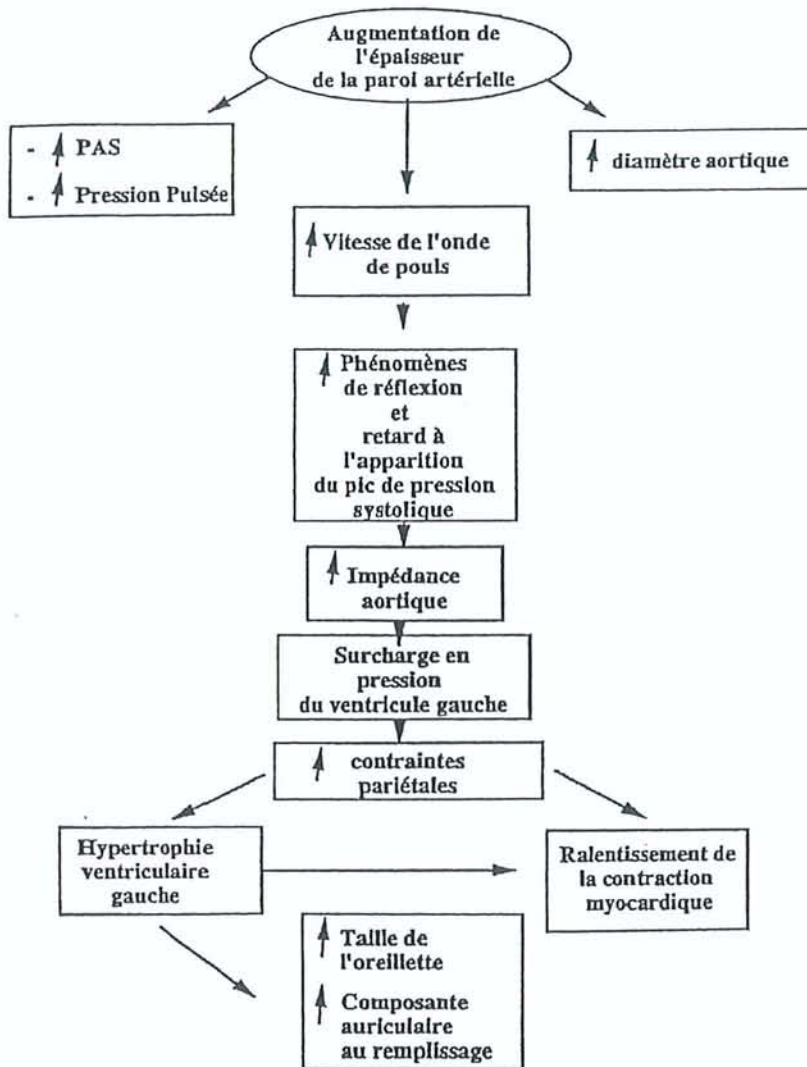 Augmentation de
l'épaisseur
de la paroi artérielle
- PAS
- Pression Pulsée
diamètre aortique
Vitesse de l'onde
de pouls
Phénomènes
de réflexion
et
retard à
l'apparition
du pic de pression
systolique
Impédance
aortique
Surcharge en
pression
du ventricule gauche
contraintes
pariétales
Hypertrophie
ventriculaire
gauche
Ralentissement de
la contraction
myocardique
Taille de
l'oreillette
Composante
auriculaire
au remplissage